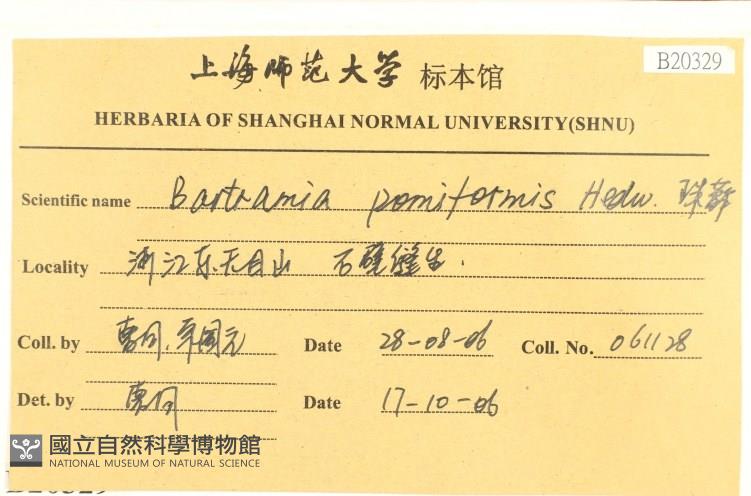 上海师范大学 标本馆
B20329
HERBARIA OF SHANGHAI NORMAL UNIVERSITY(SHNU)
Scientific name Bartramia pomiformis Hedw. 珠藓
Locality 浙江东天目山 石壁缝生.
Coll. by 曹同. 国元 Date 28-08-06 Coll. No. 061128
Det. by 曹同 Date 17-10-06
國立自然科學博物館
NATIONAL MUSEUM OF NATURAL SCIENCE